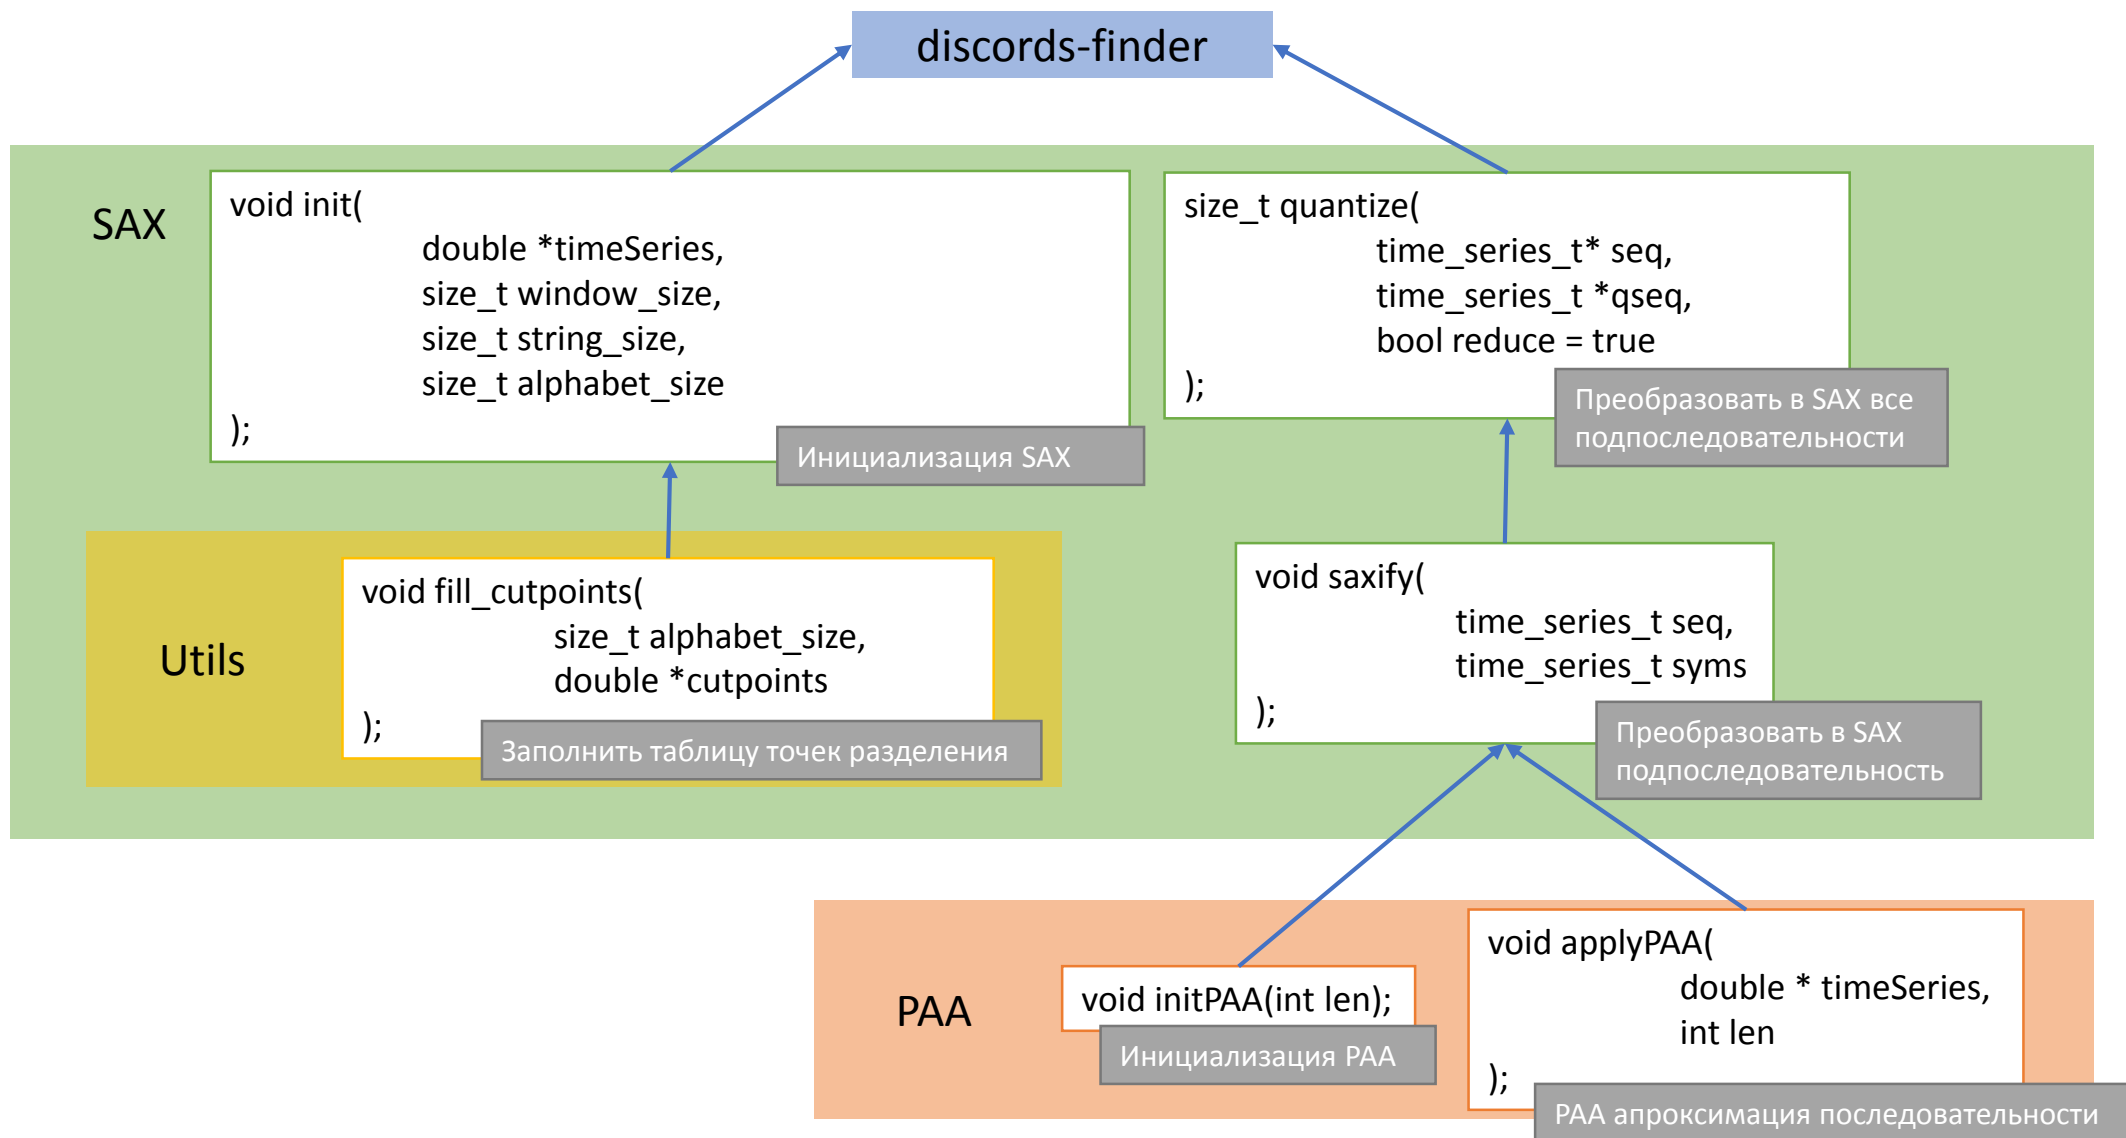 discords-finder
SAX
void init(
double *timeSeries,
size_t window_size,
size_t string_size,
size_t alphabet_size
);
Инициализация SAX
size_t quantize(
time_series_t* seq,
time_series_t *qseq,
bool reduce = true
);
Преобразовать в SAX все
подпоследовательности
Utils
void fill_cutpoints(
size_t alphabet_size,
double *cutpoints
);
Заполнить таблицу точек разделения
void saxify(
time_series_t seq,
time_series_t syms
);
Преобразовать в SAX
подпоследовательность
PAA
void initPAA(int len);
Инициализация PAA
void applyPAA(
double * timeSeries,
int len
);
PAA апроксимация последовательности